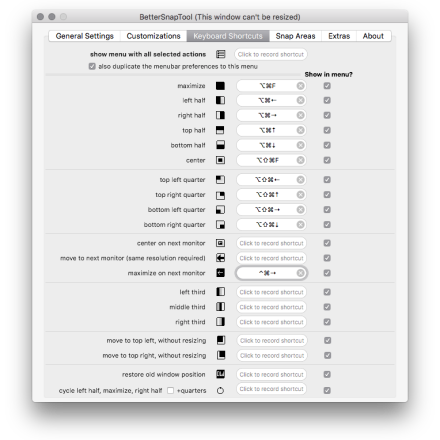 BetterSnapTool (This window can't be resized)
General Settings Customizations Keyboard Shortcuts Snap Areas Extras About
show menu with all selected actions Click to record shortcut
also duplicate the menubar preferences to this menu
Show in menu?
maximize ⌥⌘F
left half ⌥⌘←
right half ⌥⌘→
top half ⌥⌘↑
bottom half ⌥⌘↓
center ⌥⇧⌘F
top left quarter ⌥⇧⌘←
top right quarter ⌥⇧⌘↑
bottom left quarter ⌥⇧⌘→
bottom right quarter ⌥⇧⌘↓
center on next monitor Click to record shortcut
move to next monitor (same resolution required) Click to record shortcut
maximize on next monitor ^⌘→
left third Click to record shortcut
middle third Click to record shortcut
right third Click to record shortcut
move to top left, without resizing Click to record shortcut
move to top right, without resizing Click to record shortcut
restore old window position Click to record shortcut
cycle left half, maximize, right half +quarters Click to record shortcut